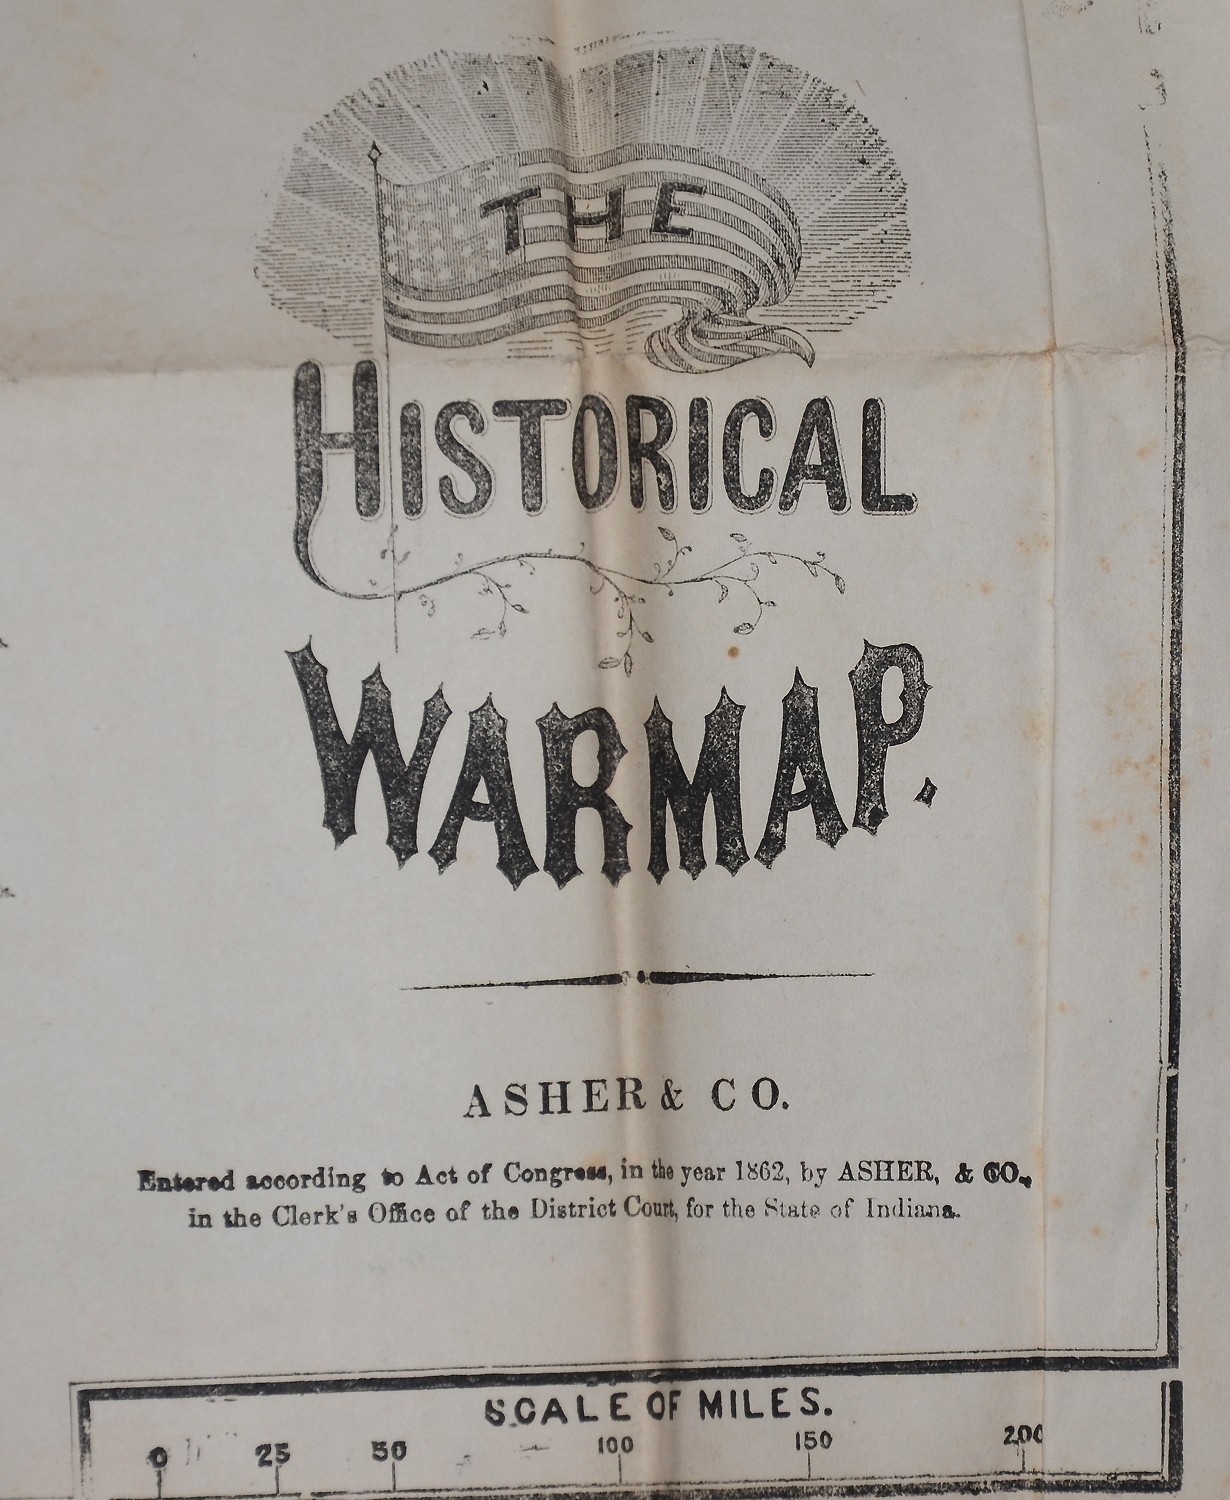 THE
HISTORICAL
WARMAP.
ASHER & CO.
Entered according to Act of Congress, in the year 1862, by ASHER, & CO.,
in the Clerk's Office of the District Court, for the State of Indiana.
SCALE OF MILES.
0 25 50 100 150 200